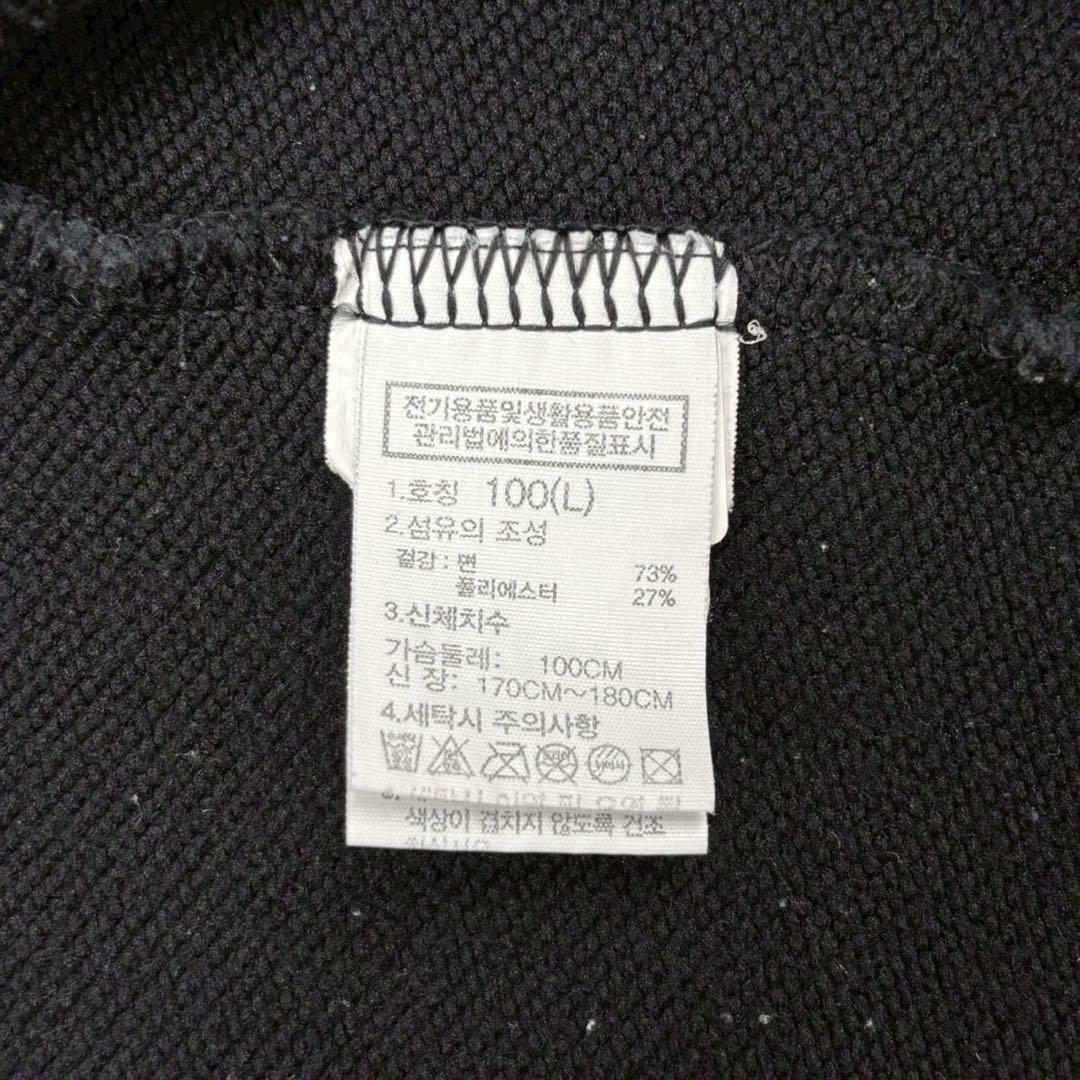 전기용품및생활용품안전
관리법에의한품질표시
1.호칭 100(L)
2.섬유의 조성
겉감 : 면 73%
폴리에스터 27%
3.신체치수
가슴둘레: 100CM
신 장: 170CM~180CM
4.세탁시 주의사항
색상이 겹치지 않도록 건조